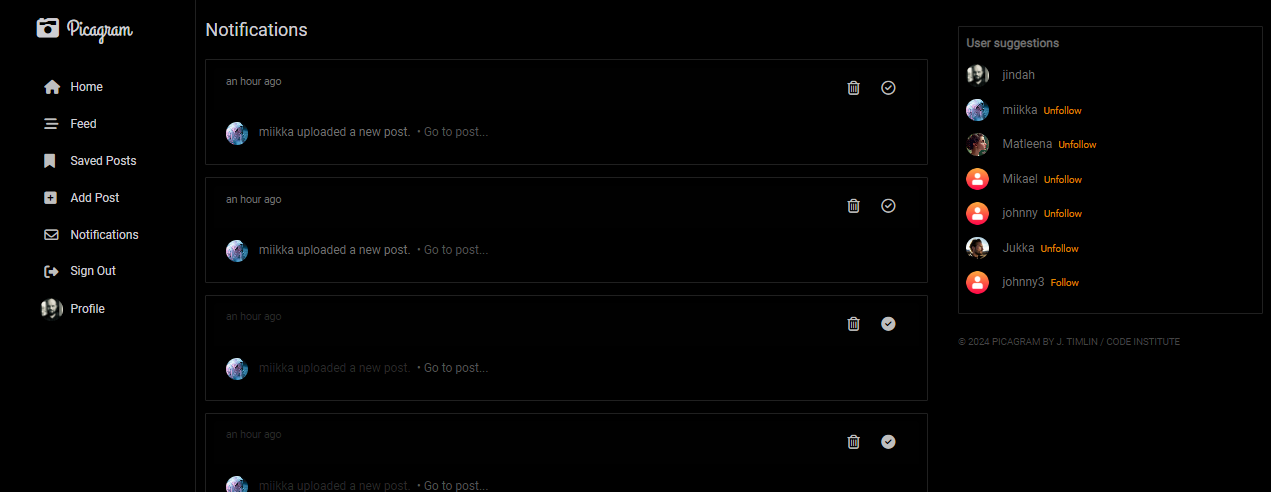 Picagram
Home
Feed
Saved Posts
Add Post
Notifications
Sign Out
Profile
Notifications
an hour ago
miikka uploaded a new post. • Go to post...
an hour ago
miikka uploaded a new post. • Go to post...
an hour ago
miikka uploaded a new post. • Go to post...
an hour ago
miikka uploaded a new post. • Go to post...
User suggestions
jindah
miikka Unfollow
Matleena Unfollow
Mikael Unfollow
johnny Unfollow
Jukka Unfollow
johnny3 Follow
© 2024 PICAGRAM BY J. TIMLIN / CODE INSTITUTE